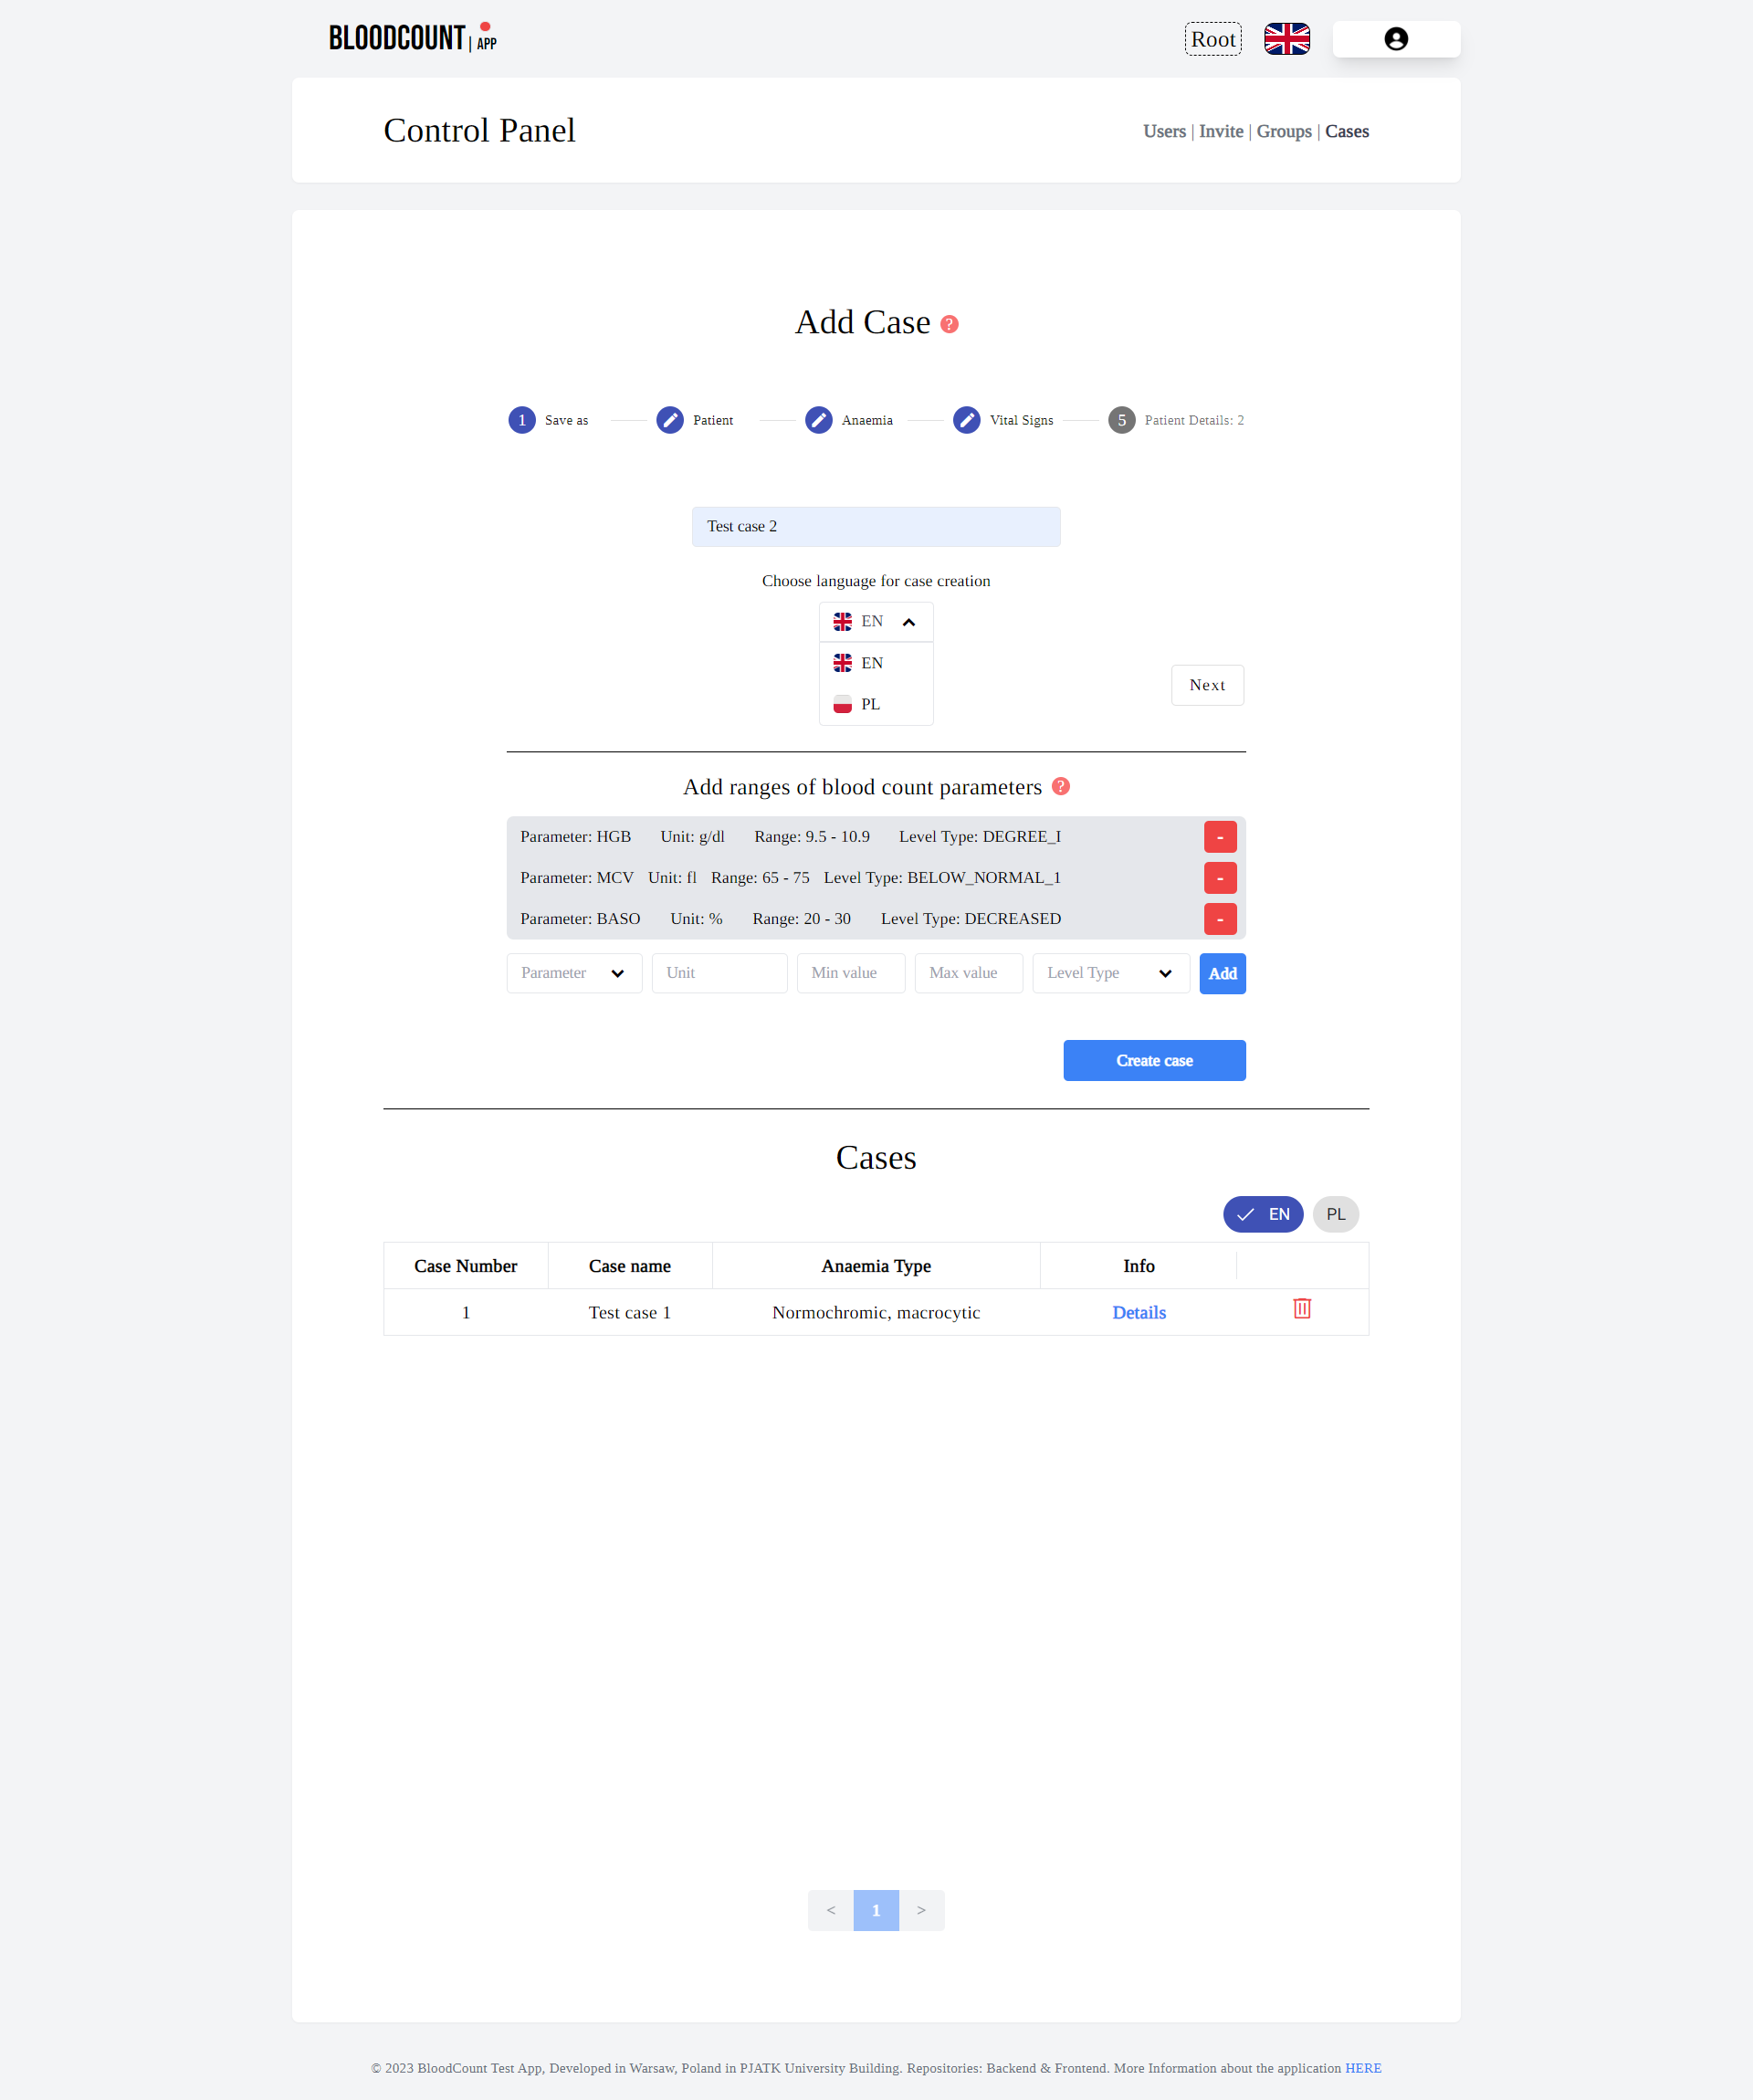 BLOODCOUNT | APP
Root
Control Panel
Users | Invite | Groups | Cases
Add Case ?
1 Save as Patient Anaemia Vital Signs 5 Patient Details: 2
Test case 2
Choose language for case creation
EN
EN
PL
Next
Add ranges of blood count parameters ?
Parameter: HGB Unit: g/dl Range: 9.5 - 10.9 Level Type: DEGREE_I -
Parameter: MCV Unit: fl Range: 65 - 75 Level Type: BELOW_NORMAL_1 -
Parameter: BASO Unit: % Range: 20 - 30 Level Type: DECREASED -
Parameter Unit Min value Max value Level Type Add
Create case
Cases
EN PL
Case Number Case name Anaemia Type Info
1 Test case 1 Normochromic, macrocytic Details
< 1 >
© 2023 BloodCount Test App, Developed in Warsaw, Poland in PJATK University Building. Repositories: Backend & Frontend. More Information about the application HERE